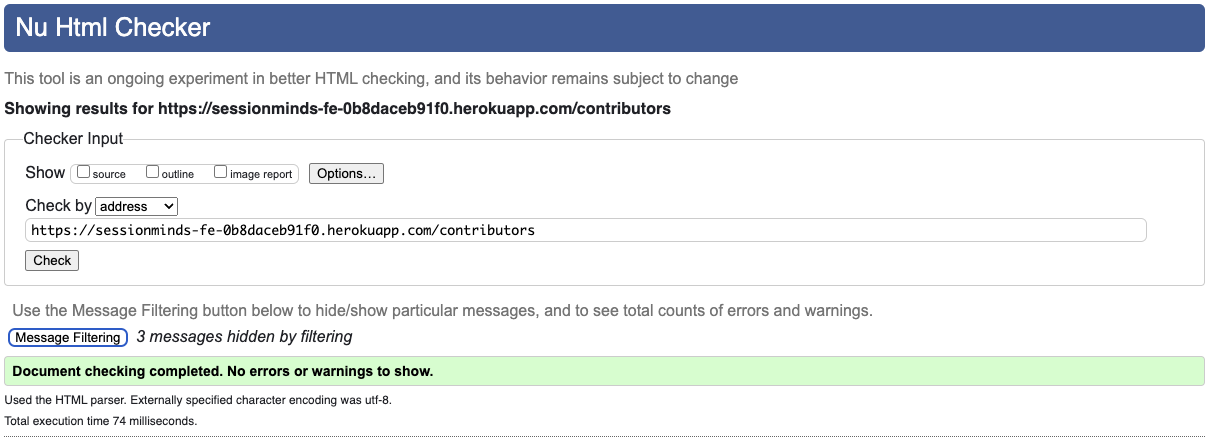 Nu Html Checker
This tool is an ongoing experiment in better HTML checking, and its behavior remains subject to change
Showing results for https://sessionminds-fe-0b8daceb91f0.herokuapp.com/contributors
Checker Input
Show source outline image report Options...
Check by address
https://sessionminds-fe-0b8daceb91f0.herokuapp.com/contributors
Check
Use the Message Filtering button below to hide/show particular messages, and to see total counts of errors and warnings.
Message Filtering 3 messages hidden by filtering
Document checking completed. No errors or warnings to show.
Used the HTML parser. Externally specified character encoding was utf-8.
Total execution time 74 milliseconds.